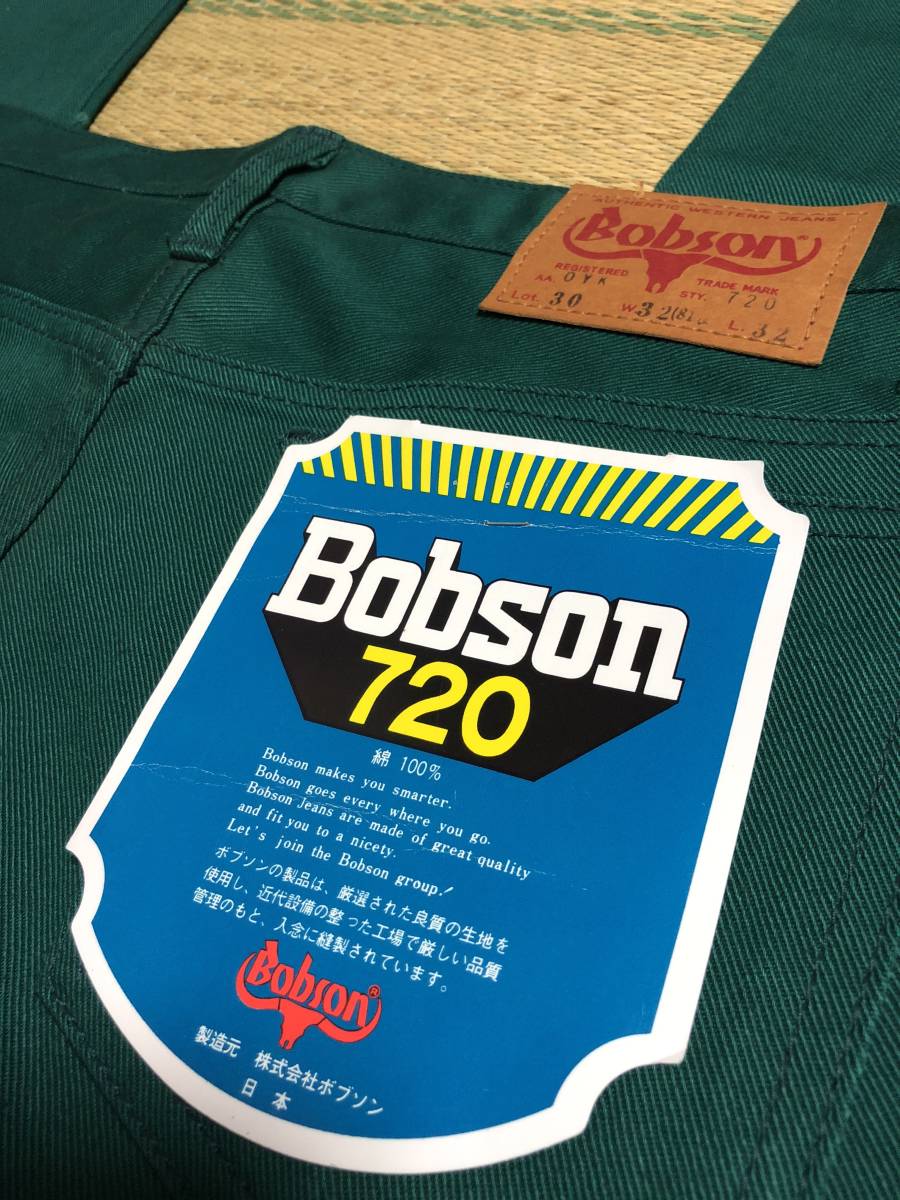 AUTHENTIC WESTERN JEANS
Bobson®
REGISTERED TRADE MARK
AA. OYK STY. 720
Lot. 30 W32(81) L. 32
Bobson
720
綿 100%
Bobson makes you smarter.
Bobson goes every where you go.
Bobson Jeans are made of great quality
and fit you to a nicety.
Let's join the Bobson group!
ボブソンの製品は、厳選された良質の生地を
使用し、近代設備の整った工場で厳しい品質
管理のもと、入念に縫製されています。
Bobson®
製造元 株式会社ボブソン
日本